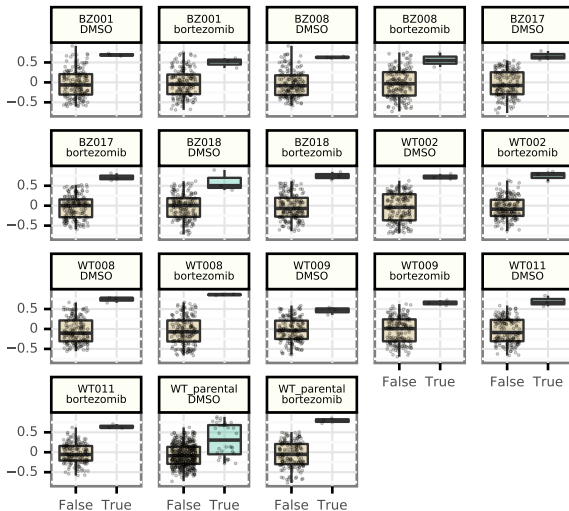 BZ001
DMSO
BZ001
bortezomib
BZ008
DMSO
BZ008
bortezomib
BZ017
DMSO
0.5
0
−0.5
BZ017
bortezomib
BZ018
DMSO
BZ018
bortezomib
WT002
DMSO
WT002
bortezomib
0.5
0
−0.5
WT008
DMSO
WT008
bortezomib
WT009
DMSO
WT009
bortezomib
WT011
DMSO
0.5
0
−0.5
False True
False True
WT011
bortezomib
WT_parental
DMSO
WT_parental
bortezomib
0.5
0
−0.5
False True
False True
False True